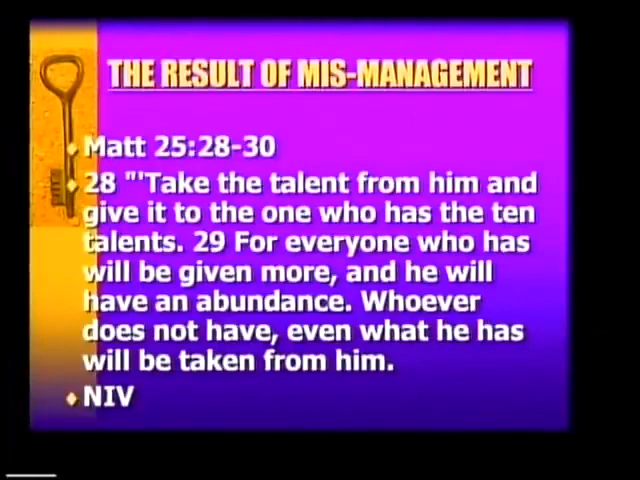 THE RESULT OF MIS-MANAGEMENT
Matt 25:28-30
28 "'Take the talent from him and
give it to the one who has the ten
talents. 29 For everyone who has
will be given more, and he will
have an abundance. Whoever
does not have, even what he has
will be taken from him.
NIV